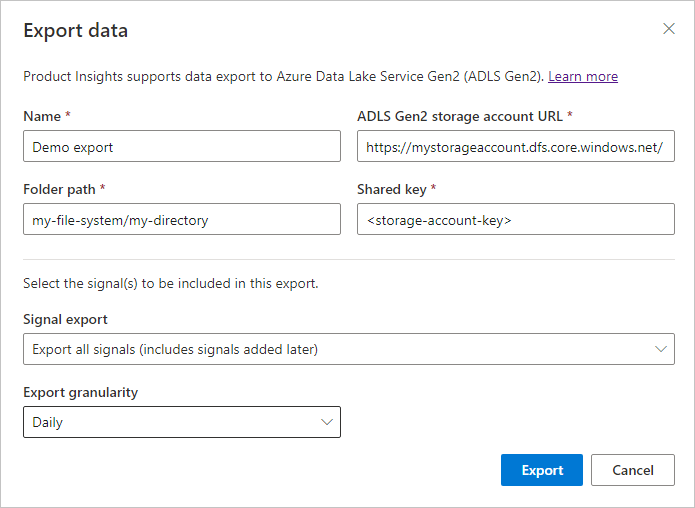 Export data
Product Insights supports data export to Azure Data Lake Service Gen2 (ADLS Gen2). Learn more
Name *
ADLS Gen2 storage account URL *
Demo export
https://mystorageaccount.dfs.core.windows.net/
Folder path *
Shared key *
my-file-system/my-directory
<storage-account-key>
Select the signal(s) to be included in this export.
Signal export
Export all signals (includes signals added later)
Export granularity
Daily
Export
Cancel